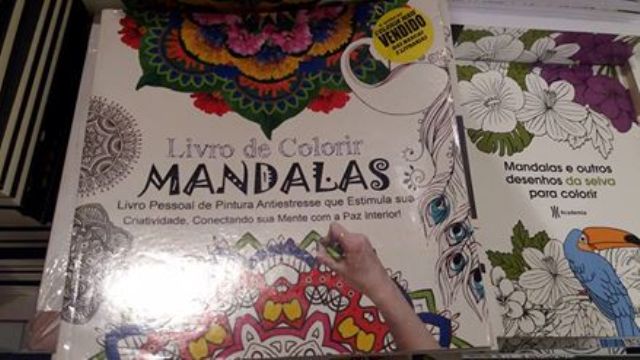 VENDIDO
Livro de Colorir
MANDALAS
Livro Pessoal de Pintura Antiestresse que Estimula sua
Criatividade, Conectando sua Mente com a Paz Interior!
Mandalas e outros
desenhos da selva
para colorir
Academia